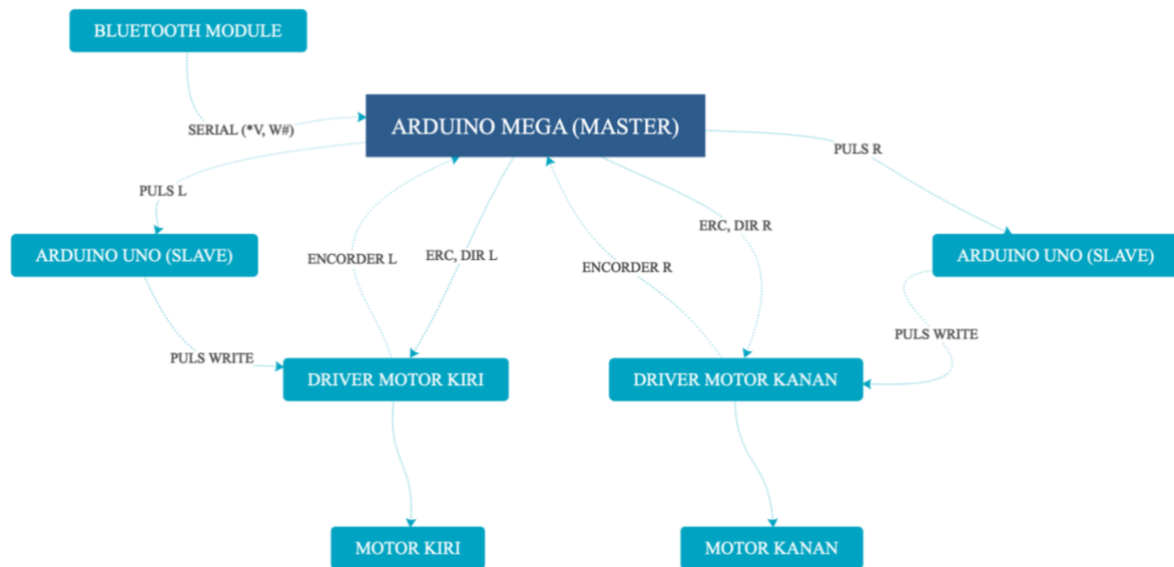 BLUETOOTH MODULE
SERIAL (*V, W#)
ARDUINO MEGA (MASTER)
PULS R
PULS L
ARDUINO UNO (SLAVE)
ENCORDER L
ERC, DIR L
ENCORDER R
ERC, DIR R
ARDUINO UNO (SLAVE)
PULS WRITE
PULS WRITE
DRIVER MOTOR KIRI
DRIVER MOTOR KANAN
MOTOR KIRI
MOTOR KANAN